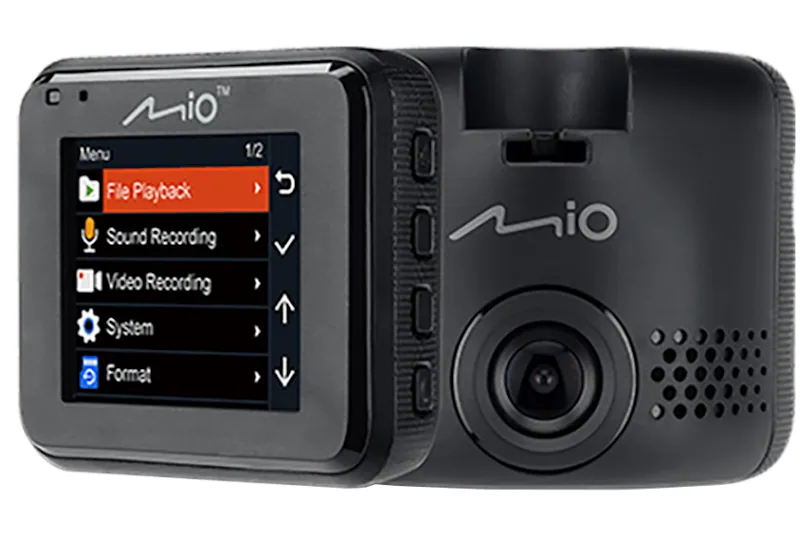 Mio™
Menu 1/2
File Playback
Sound Recording
Video Recording
System
Format
Mio